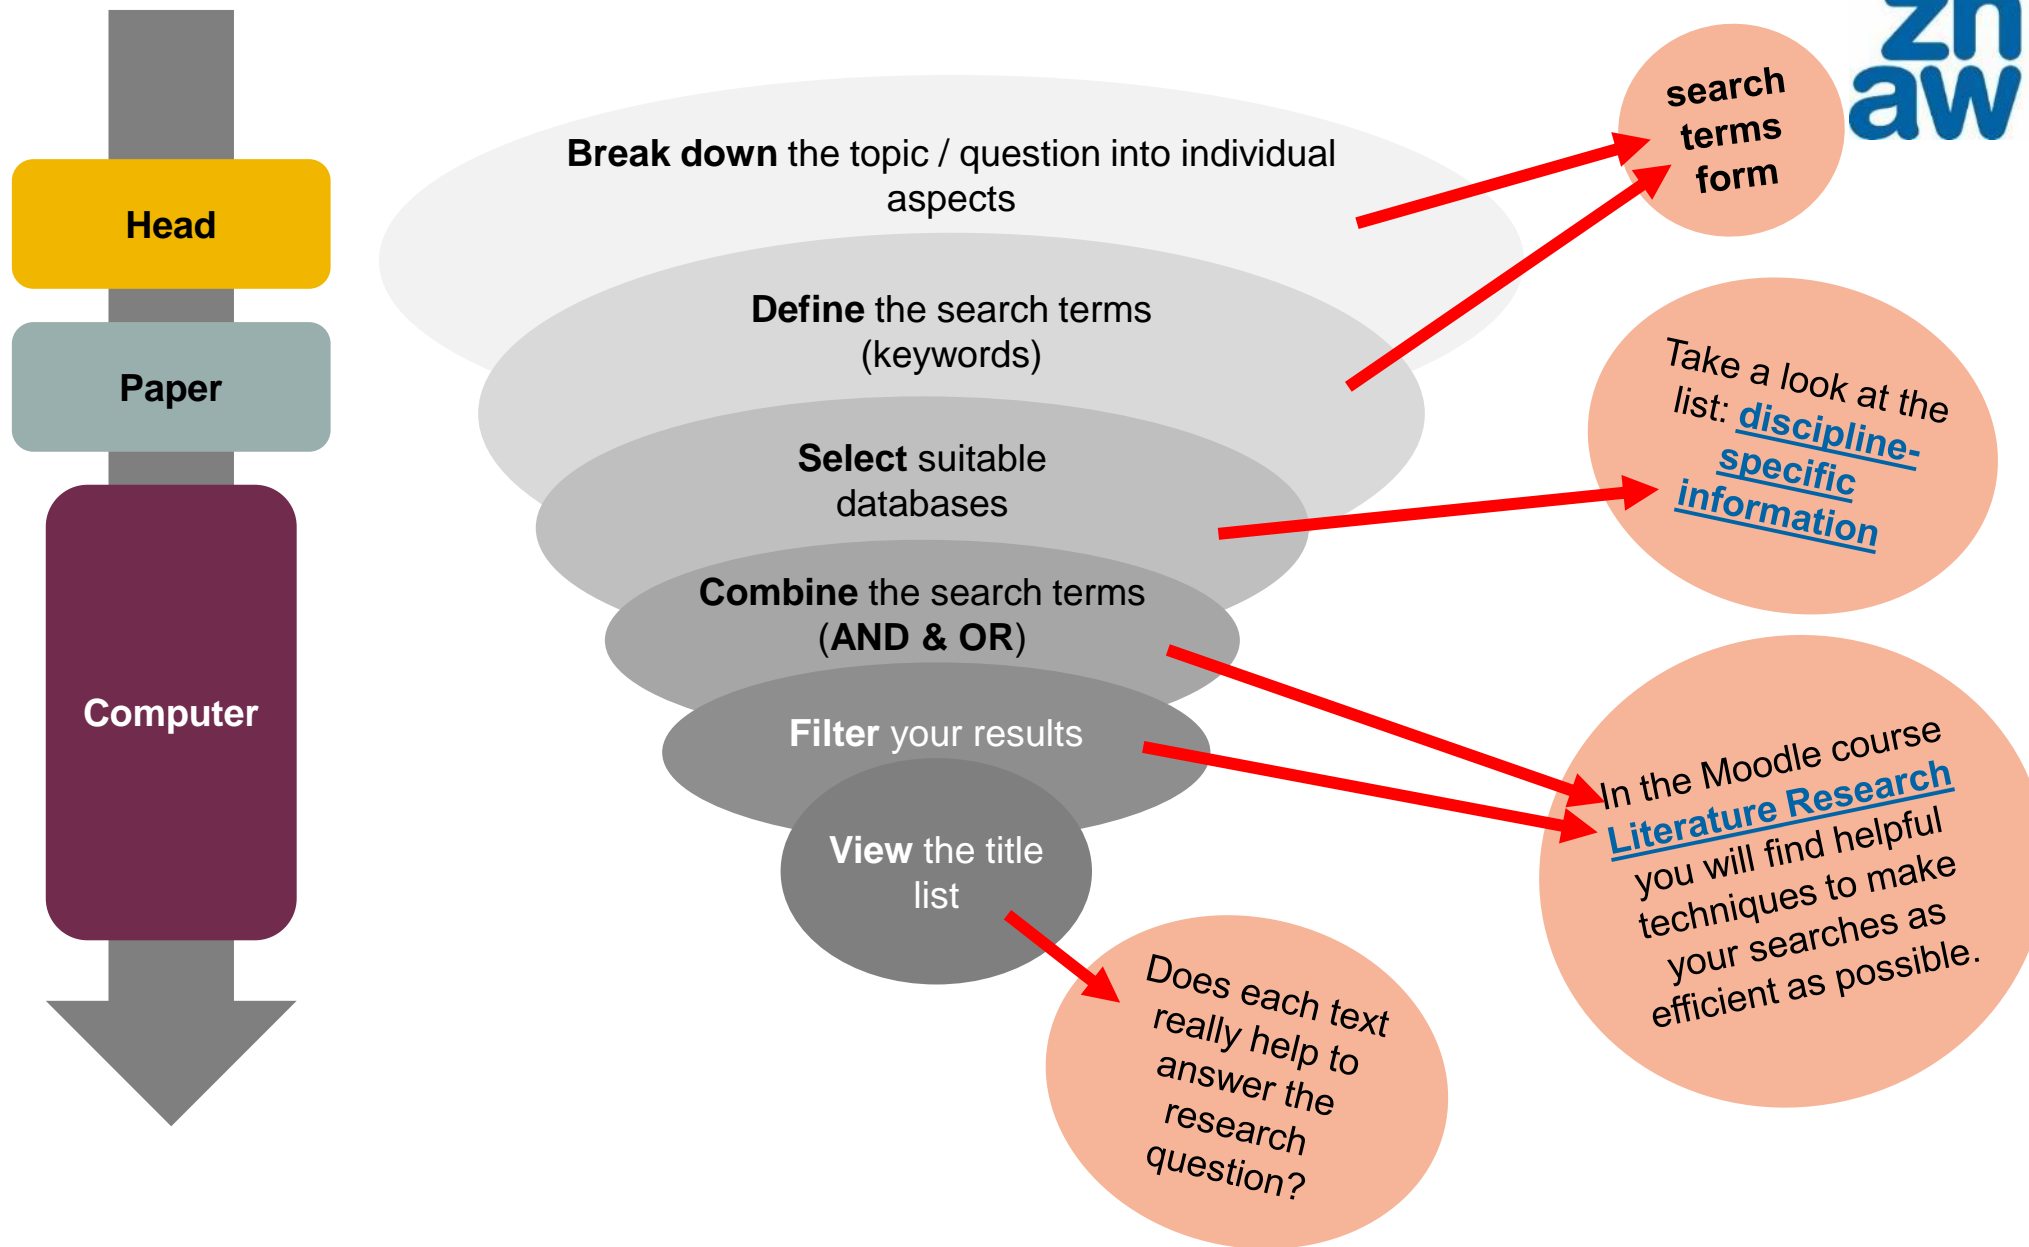 zh
aw
Head
Paper
Computer
Break down the topic / question into individual
aspects
Define the search terms
(keywords)
Select suitable
databases
Combine the search terms
(AND & OR)
Filter your results
View the title
list
search
terms
form
Take a look at the
list: discipline-
specific
information
In the Moodle course
Literature Research
you will find helpful
techniques to make
your searches as
efficient as possible.
Does each text
really help to
answer the
research
question?